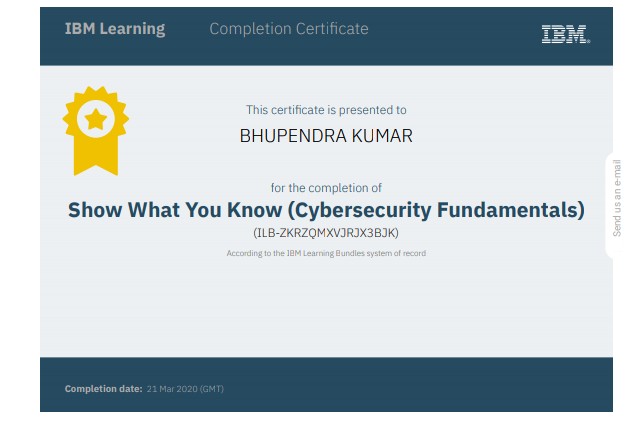 IBM Learning Completion Certificate IBM
This certificate is presented to
BHUPENDRA KUMAR
for the completion of
Show What You Know (Cybersecurity Fundamentals)
(ILB-ZKRZQMXVJRJX3BJK)
According to the IBM Learning Bundles system of record
Send us an e-mail
Completion date: 21 Mar 2020 (GMT)